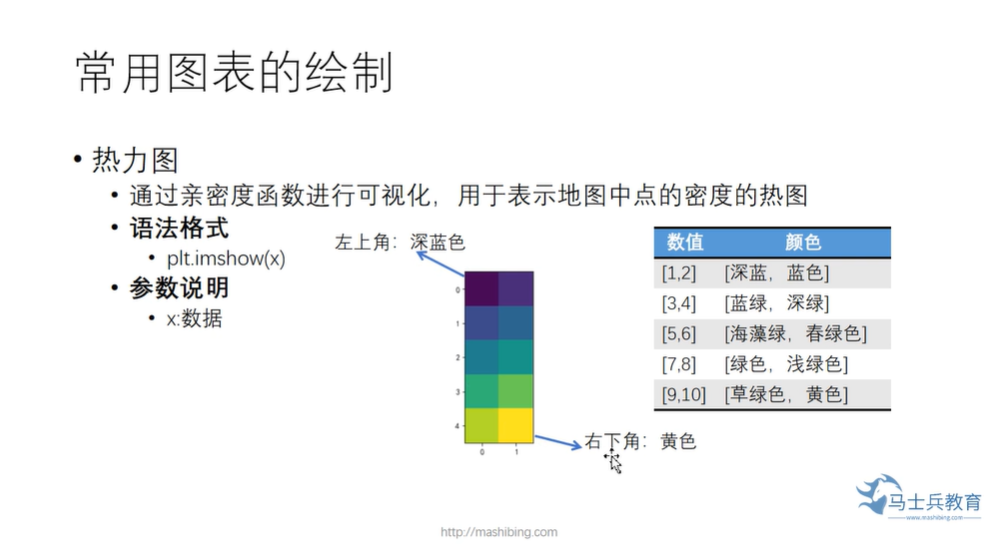 常用图表的绘制
• 热力图
• 通过亲密度函数进行可视化，用于表示地图中点的密度的热图
• 语法格式
• plt.imshow(x)
• 参数说明
• x:数据
左上角：深蓝色
0
1
2
3
4
0 1
右下角：黄色
数值 颜色
[1,2] [深蓝，蓝色]
[3,4] [蓝绿，深绿]
[5,6] [海藻绿，春绿色]
[7,8] [绿色，浅绿色]
[9,10] [草绿色，黄色]
马士兵教育
www.mashibing.com
http://mashibing.com